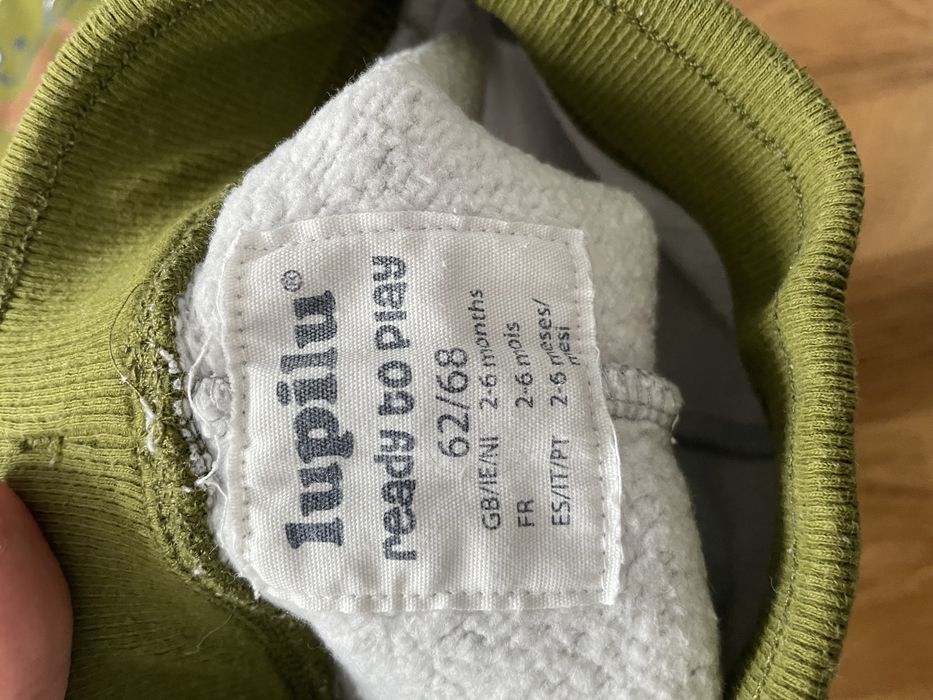 lupilu®
ready to play
62/68
GB/IE/NI 2-6 months
FR 2-6 mois
ES/IT/PT 2-6 meses/
mesi